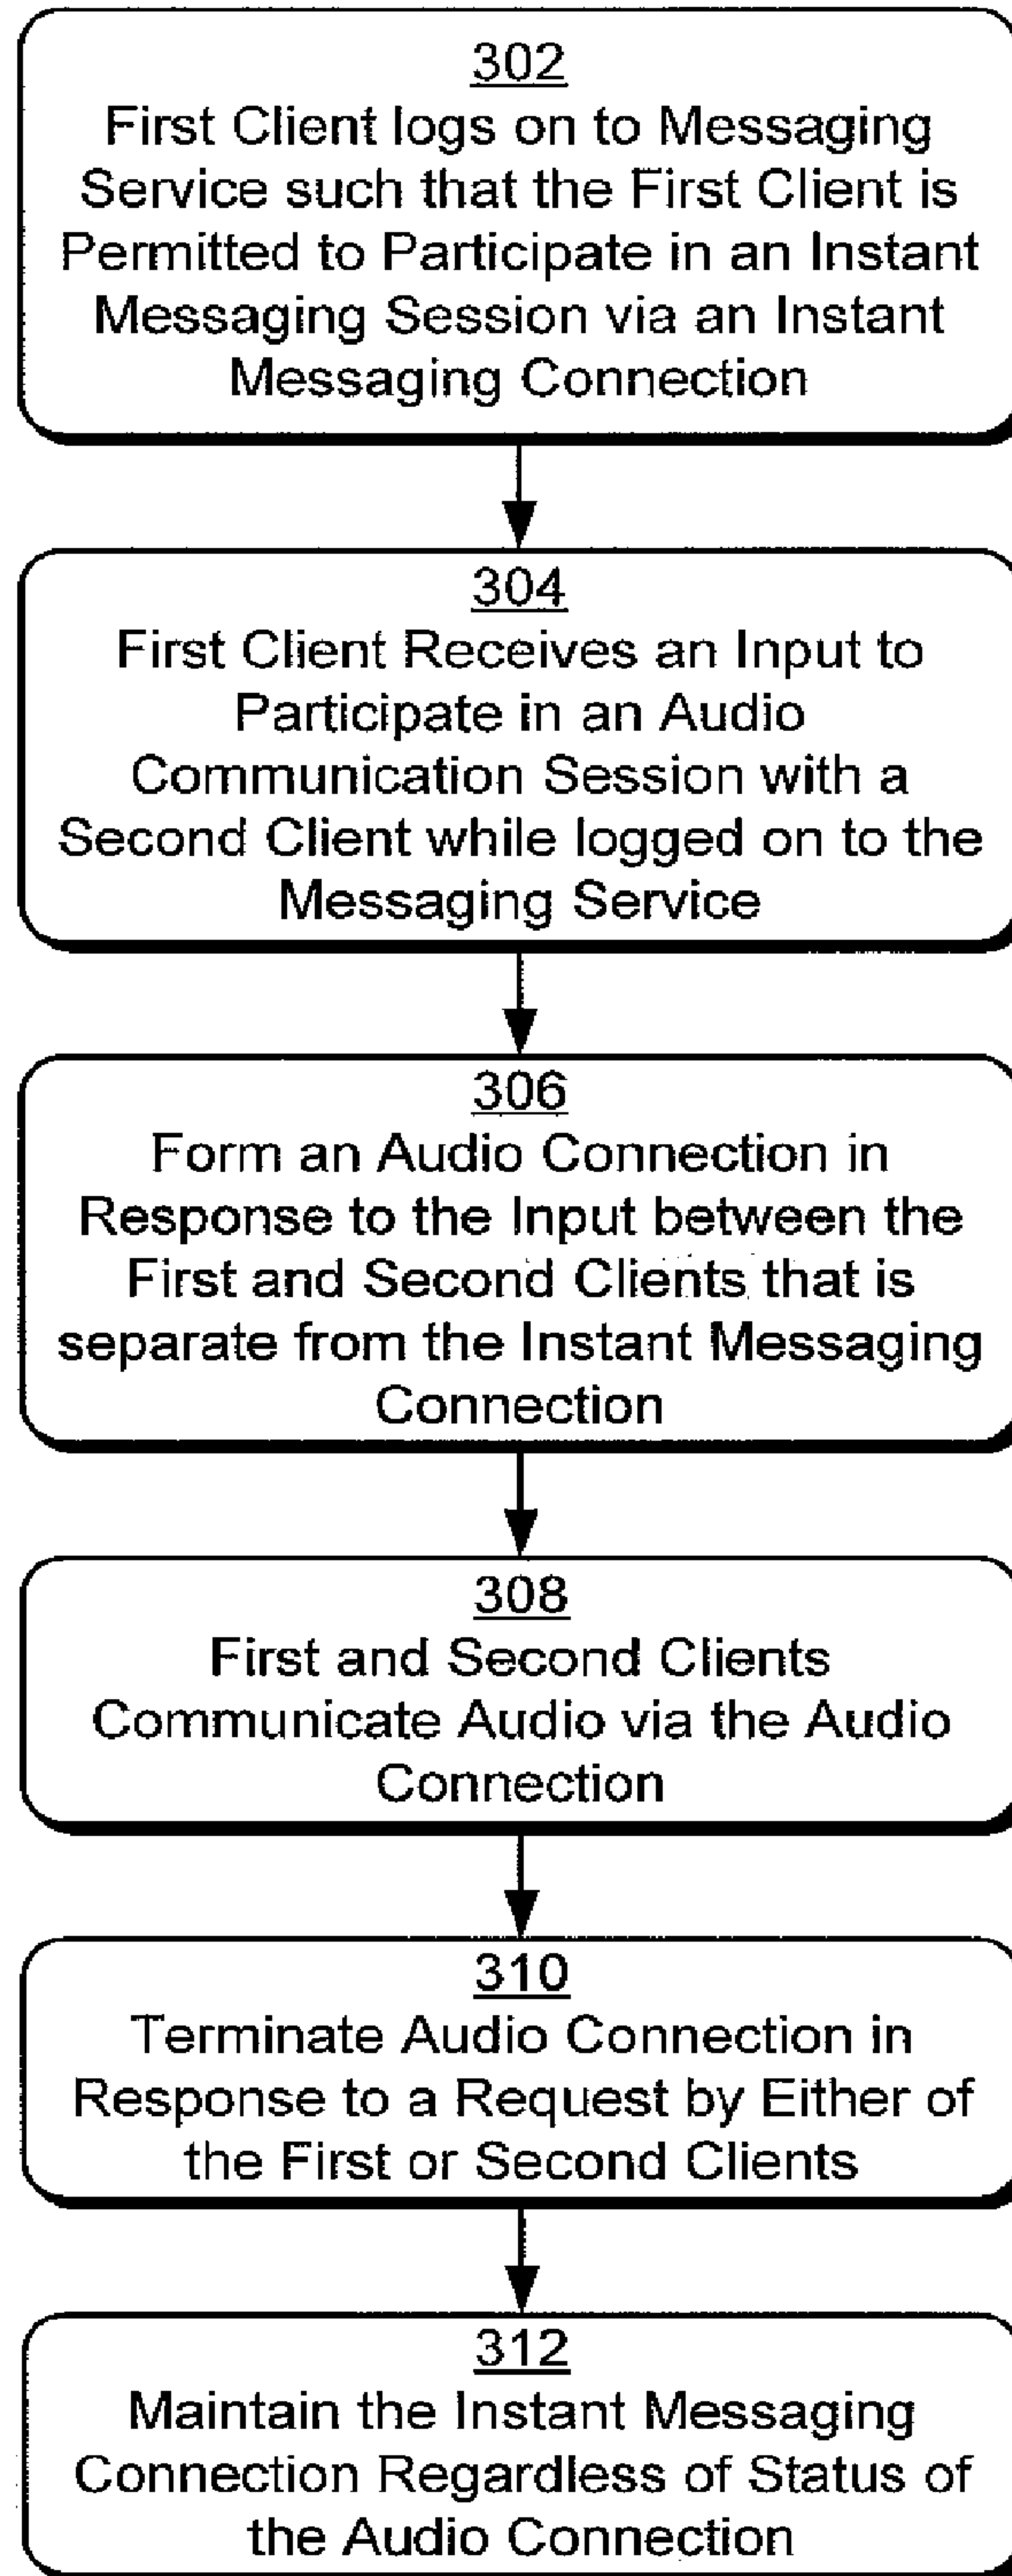 302
First Client logs on to Messaging
Service such that the First Client is
Permitted to Participate in an Instant
Messaging Session via an Instant
Messaging Connection
304
First Client Receives an Input to
Participate in an Audio
Communication Session with a
Second Client while logged on to the
Messaging Service
306
Form an Audio Connection in
Response to the Input between the
First and Second Clients that is
separate from the Instant Messaging
Connection
308
First and Second Clients
Communicate Audio via the Audio
Connection
310
Terminate Audio Connection in
Response to a Request by Either of
the First or Second Clients
312
Maintain the Instant Messaging
Connection Regardless of Status of
the Audio Connection